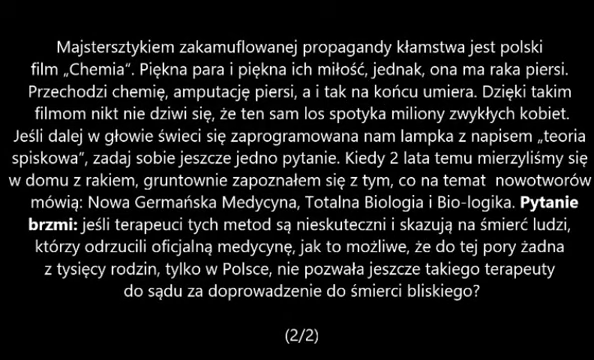 Majstersztykiem zakamuflowanej propagandy kłamstwa jest polski
film „Chemia”. Piękna para i piękna ich miłość, jednak, ona ma raka piersi.
Przechodzi chemię, amputację piersi, a i tak na końcu umiera. Dzięki takim
filmom nikt nie dziwi się, że ten sam los spotyka miliony zwykłych kobiet.
Jeśli dalej w głowie świeci się zaprogramowana nam lampka z napisem „teoria
spiskowa”, zadaj sobie jeszcze jedno pytanie. Kiedy 2 lata temu mierzyliśmy się
w domu z rakiem, gruntownie zapoznałem się z tym, co na temat nowotworów
mówią: Nowa Germańska Medycyna, Totalna Biologia i Bio-logika. Pytanie
brzmi: jeśli terapeuci tych metod są nieskuteczni i skazują na śmierć ludzi,
którzy odrzucili oficjalną medycynę, jak to możliwe, że do tej pory żadna
z tysięcy rodzin, tylko w Polsce, nie pozwała jeszcze takiego terapeuty
do sądu za doprowadzenie do śmierci bliskiego?
(2/2)